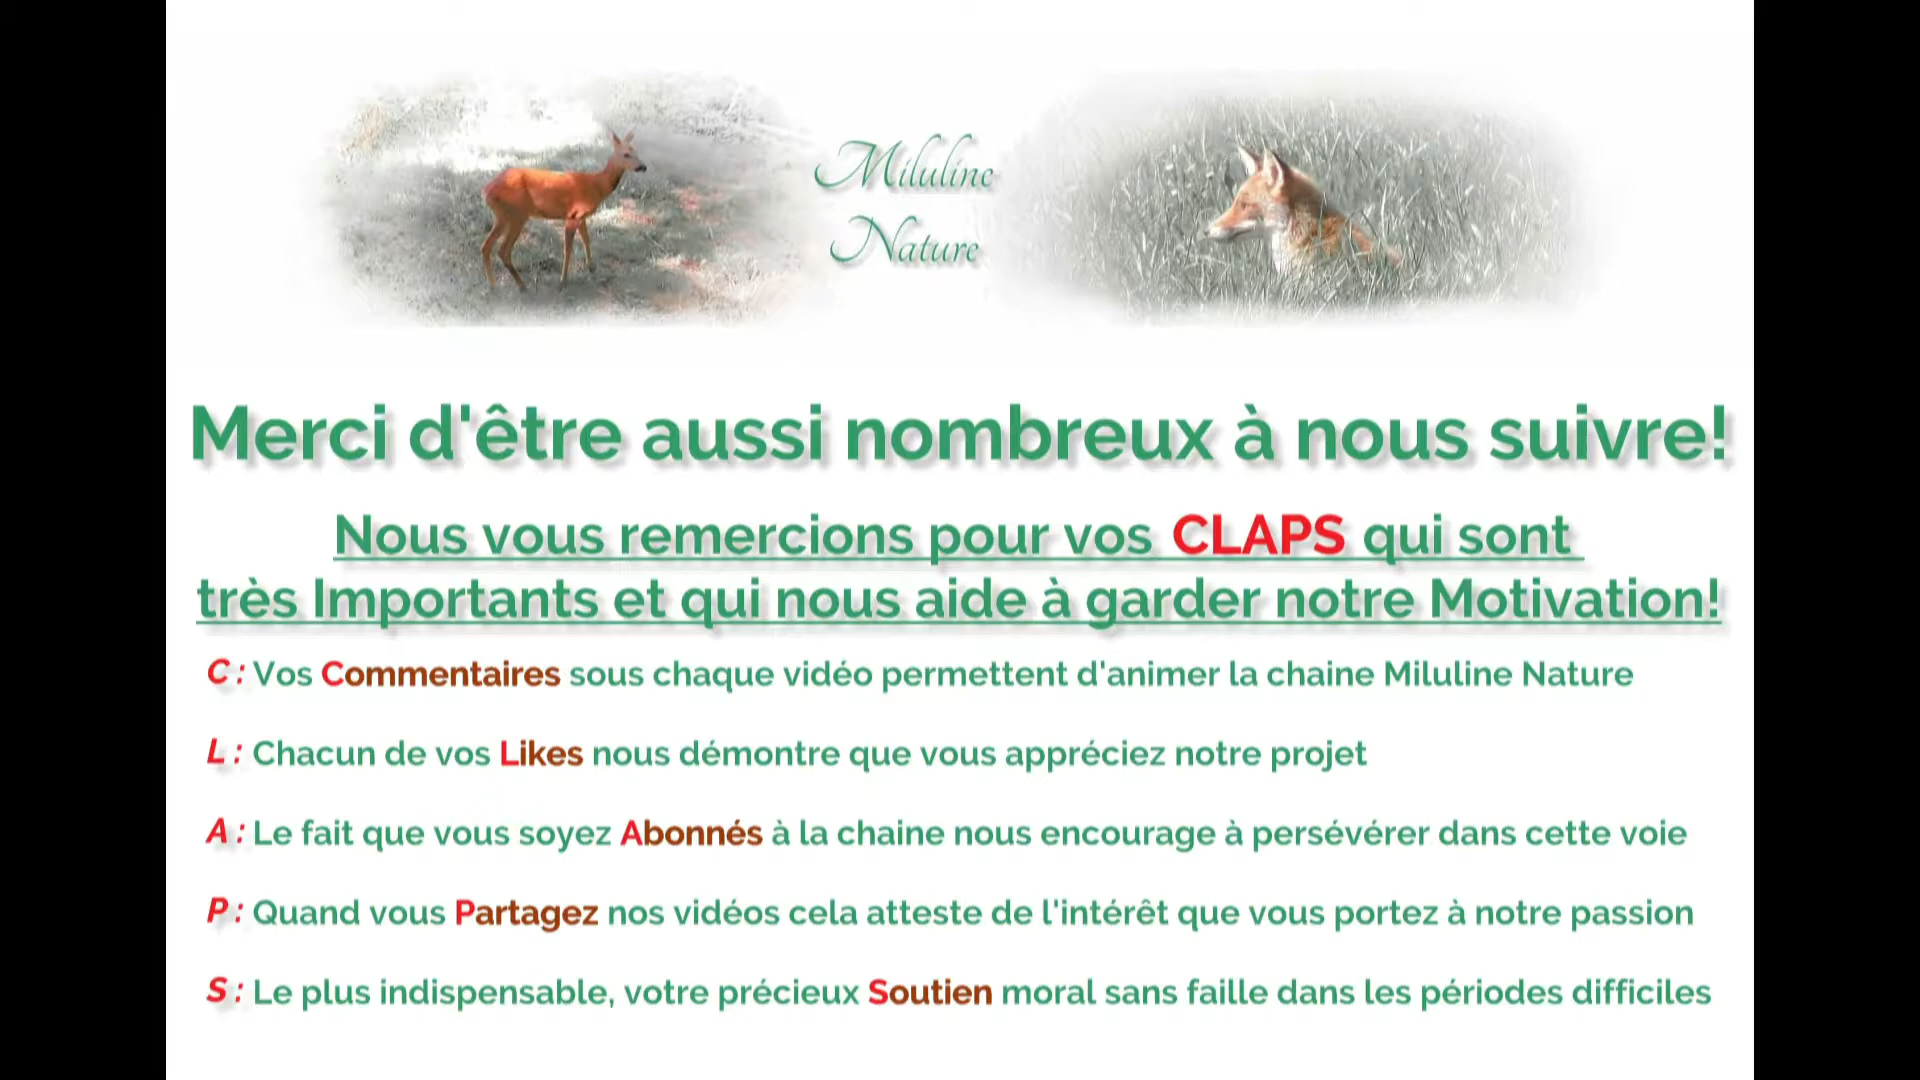 Miluline
Nature
Merci d'être aussi nombreux à nous suivre!
Nous vous remercions pour vos CLAPS qui sont
très Importants et qui nous aide à garder notre Motivation!
C : Vos Commentaires sous chaque vidéo permettent d'animer la chaine Miluline Nature
L : Chacun de vos Likes nous démontre que vous appréciez notre projet
A : Le fait que vous soyez Abonnés à la chaine nous encourage à persévérer dans cette voie
P : Quand vous Partagez nos vidéos cela atteste de l'intérêt que vous portez à notre passion
S : Le plus indispensable, votre précieux Soutien moral sans faille dans les périodes difficiles